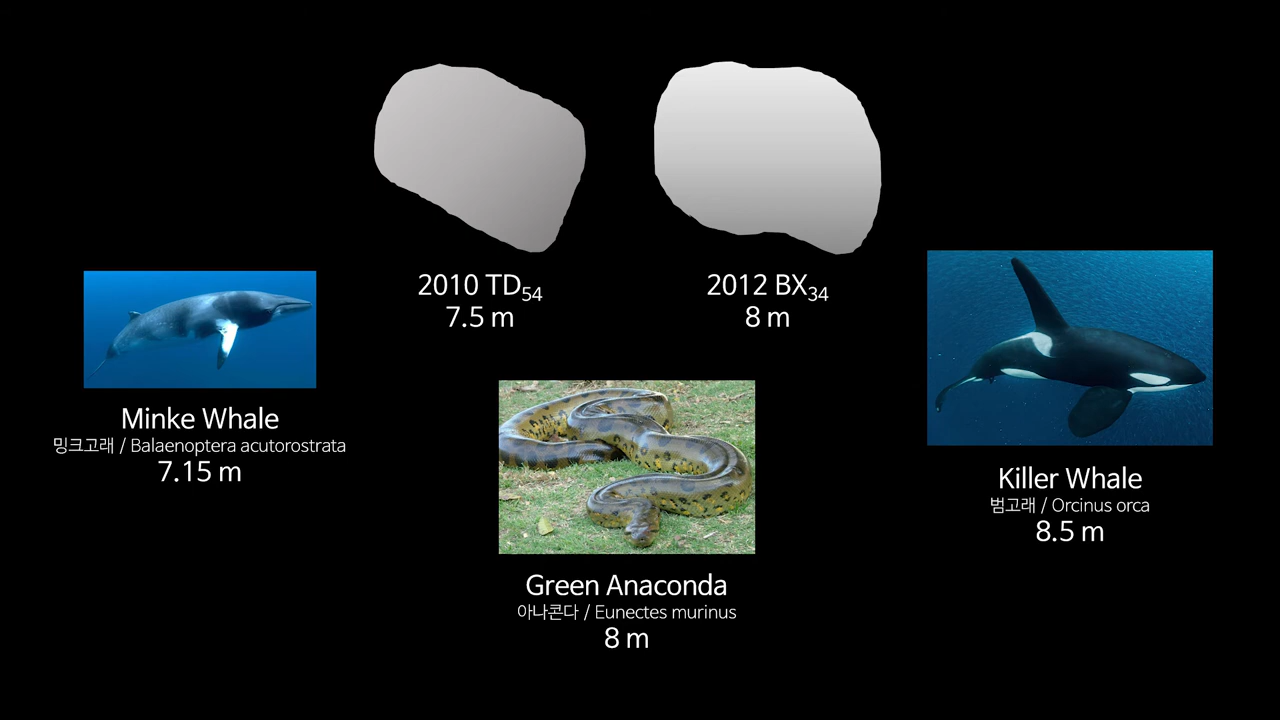 2010 TD54
7.5 m
2012 BX34
8 m
Minke Whale
밍크고래 / Balaenoptera acutorostrata
7.15 m
Green Anaconda
아나콘다 / Eunectes murinus
8 m
Killer Whale
범고래 / Orcinus orca
8.5 m